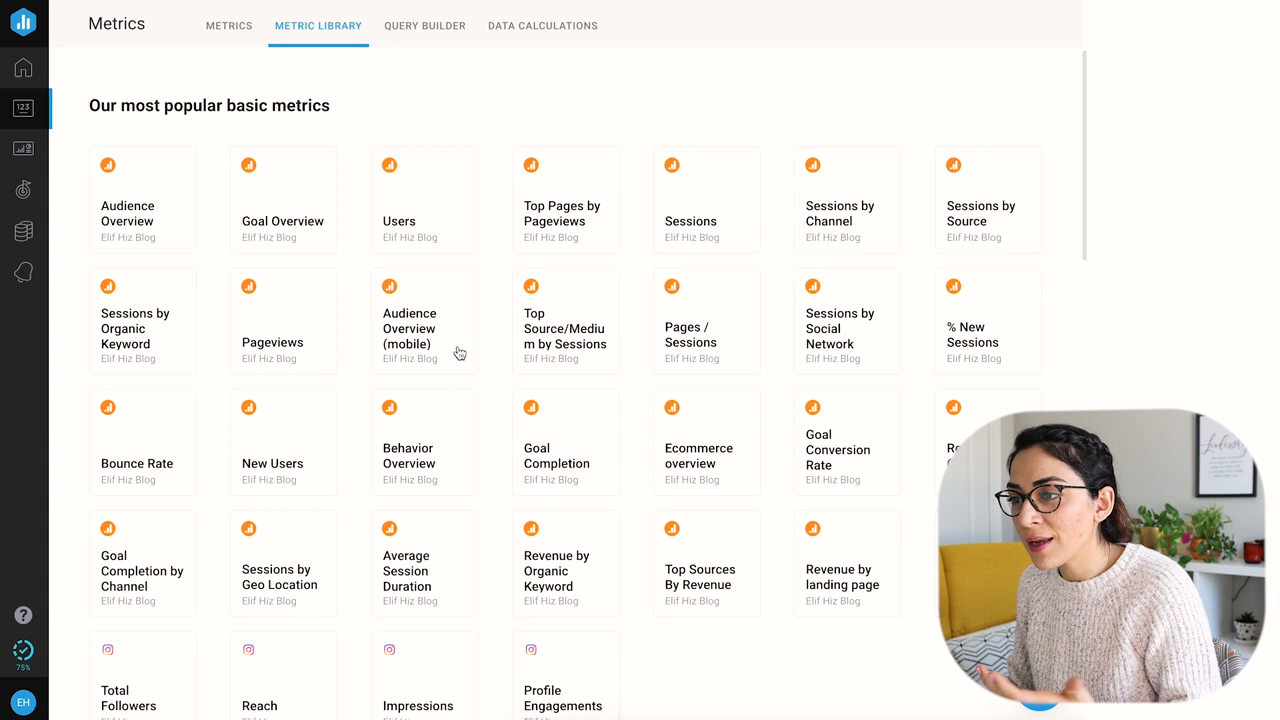 Metrics
METRICS
METRIC LIBRARY
QUERY BUILDER
DATA CALCULATIONS
123
Our most popular basic metrics
Audience
Overview
Elif Hiz Blog
Goal Overview
Elif Hiz Blog
Users
Elif Hiz Blog
Top Pages by
Pageviews
Elif Hiz Blog
Sessions
Elif Hiz Blog
Sessions by
Channel
Elif Hiz Blog
Sessions by
Source
Elif Hiz Blog
Sessions by
Organic
Keyword
Elif Hiz Blog
Pageviews
Elif Hiz Blog
Audience
Overview
(mobile)
Elif Hiz Blog
Top
Source/Mediu
m by Sessions
Elif Hiz Blog
Pages /
Sessions
Elif Hiz Blog
Sessions by
Social
Network
Elif Hiz Blog
% New
Sessions
Elif Hiz Blog
Bounce Rate
Elif Hiz Blog
New Users
Elif Hiz Blog
Behavior
Overview
Elif Hiz Blog
Goal
Completion
Elif Hiz Blog
Ecommerce
overview
Elif Hiz Blog
Goal
Conversion
Rate
Elif Hiz Blog
Goal
Completion by
Channel
Elif Hiz Blog
Sessions by
Geo Location
Elif Hiz Blog
Average
Session
Duration
Elif Hiz Blog
Revenue by
Organic
Keyword
Elif Hiz Blog
Top Sources
By Revenue
Elif Hiz Blog
Revenue by
landing page
Elif Hiz Blog
Total
Followers
Reach
Impressions
Profile
Engagements
?
75%
EH